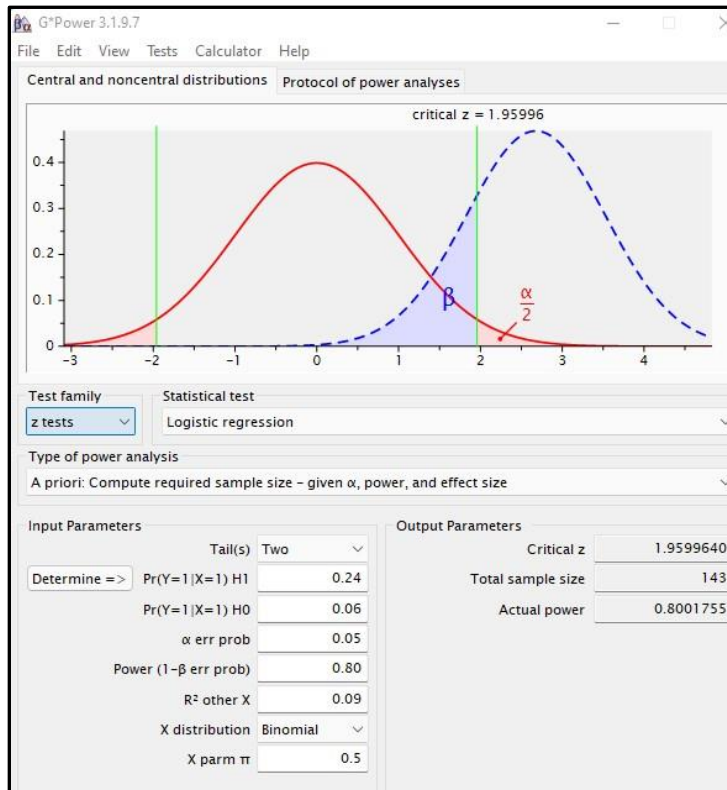 G*Power 3.1.9.7
File Edit View Tests Calculator Help
Central and noncentral distributions Protocol of power analyses
critical z = 1.95996
0.4
0.3
0.2
0.1
0
β
α
2
-3 -2 -1 0 1 2 3 4
Test family Statistical test
z tests Logistic regression
Type of power analysis
A priori: Compute required sample size – given α, power, and effect size
Input Parameters Output Parameters
Tail(s) Two Critical z 1.9599640
Determine => Pr(Y=1|X=1) H1 0.24 Total sample size 143
Pr(Y=1|X=1) H0 0.06 Actual power 0.8001755
α err prob 0.05
Power (1-β err prob) 0.80
R² other X 0.09
X distribution Binomial
X parm π 0.5